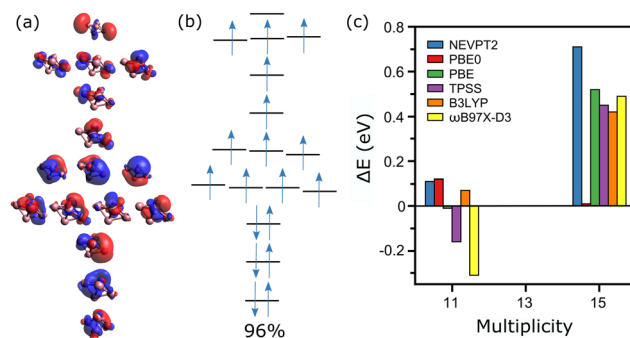 (a)
(b)
96%
(c)
NEVPT2
PBE0
PBE
TPSS
B3LYP
ωB97X-D3
ΔE (eV)
0.8
0.6
0.4
0.2
0
-0.2
11
13
15
Multiplicity